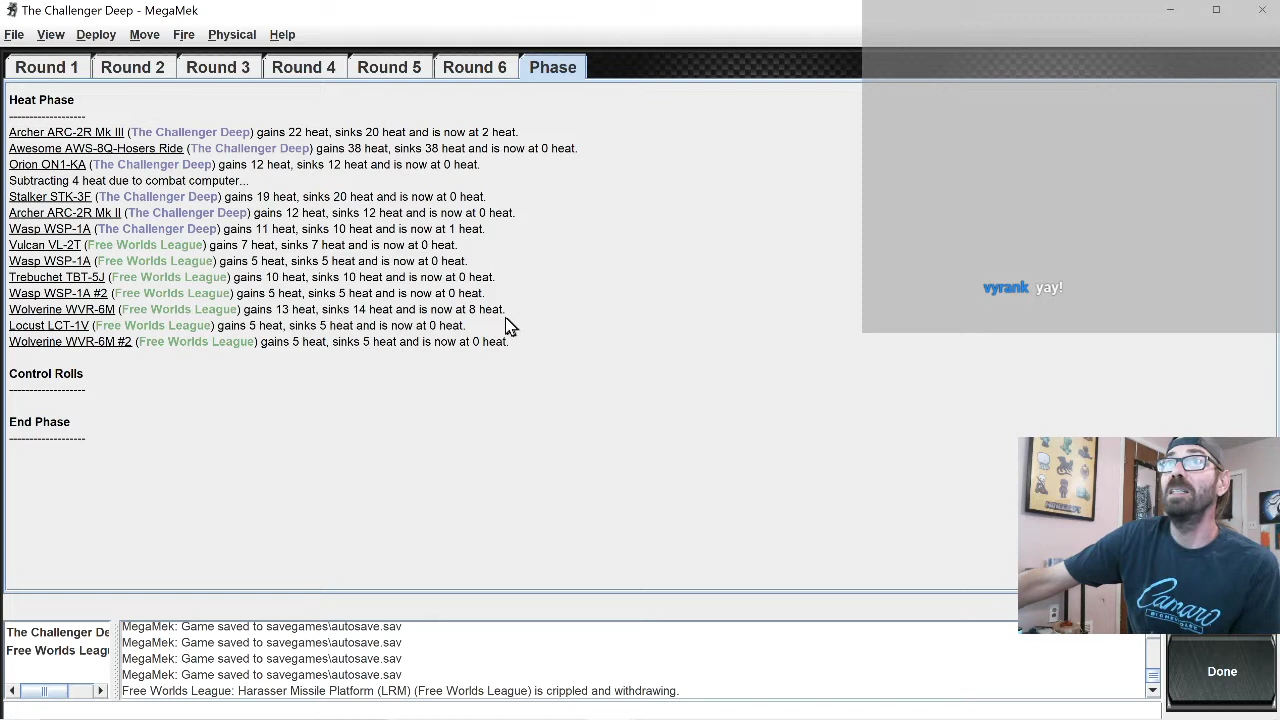 The Challenger Deep - MegaMek
File View Deploy Move Fire Physical Help
Round 1 Round 2 Round 3 Round 4 Round 5 Round 6 Phase
Heat Phase
-------------------
Archer ARC-2R Mk III (The Challenger Deep) gains 22 heat, sinks 20 heat and is now at 2 heat.
Awesome AWS-8Q-Hosers Ride (The Challenger Deep) gains 38 heat, sinks 38 heat and is now at 0 heat.
Orion ON1-KA (The Challenger Deep) gains 12 heat, sinks 12 heat and is now at 0 heat.
Subtracting 4 heat due to combat computer...
Stalker STK-3F (The Challenger Deep) gains 19 heat, sinks 20 heat and is now at 0 heat.
Archer ARC-2R Mk II (The Challenger Deep) gains 12 heat, sinks 12 heat and is now at 0 heat.
Wasp WSP-1A (The Challenger Deep) gains 11 heat, sinks 10 heat and is now at 1 heat.
Vulcan VL-2T (Free Worlds League) gains 7 heat, sinks 7 heat and is now at 0 heat.
Wasp WSP-1A (Free Worlds League) gains 5 heat, sinks 5 heat and is now at 0 heat.
Trebuchet TBT-5J (Free Worlds League) gains 10 heat, sinks 10 heat and is now at 0 heat.
Wasp WSP-1A #2 (Free Worlds League) gains 5 heat, sinks 5 heat and is now at 0 heat.
Wolverine WVR-6M (Free Worlds League) gains 13 heat, sinks 14 heat and is now at 8 heat.
Locust LCT-1V (Free Worlds League) gains 5 heat, sinks 5 heat and is now at 0 heat.
Wolverine WVR-6M #2 (Free Worlds League) gains 5 heat, sinks 5 heat and is now at 0 heat.
Control Rolls
-------------------
End Phase
-------------------
vyrank yay!
Camaro
BY CHEVROLET
The Challenger De
Free Worlds Leag
MegaMek: Game saved to savegames\autosave.sav
MegaMek: Game saved to savegames\autosave.sav
MegaMek: Game saved to savegames\autosave.sav
MegaMek: Game saved to savegames\autosave.sav
Free Worlds League: Harasser Missile Platform (LRM) (Free Worlds League) is crippled and withdrawing.
Done